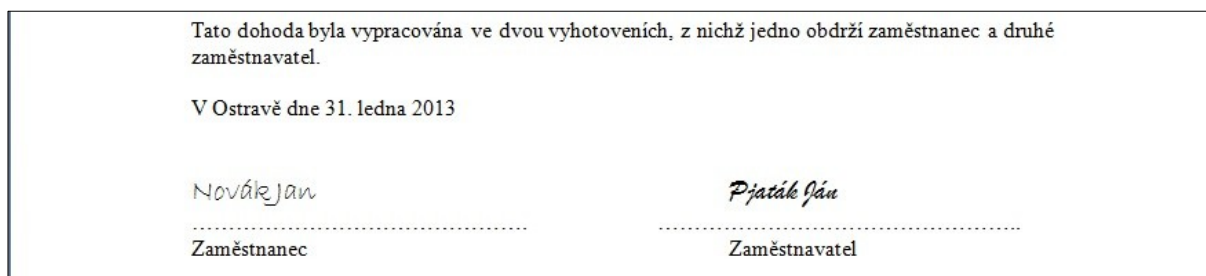 Tato dohoda byla vypracována ve dvou vyhotoveních, z nichž jedno obdrží zaměstnanec a druhé
zaměstnavatel.
V Ostravě dne 31. ledna 2013
Novák Jan Pjaták Ján
…………………………………………. ……………………………………………..
Zaměstnanec Zaměstnavatel